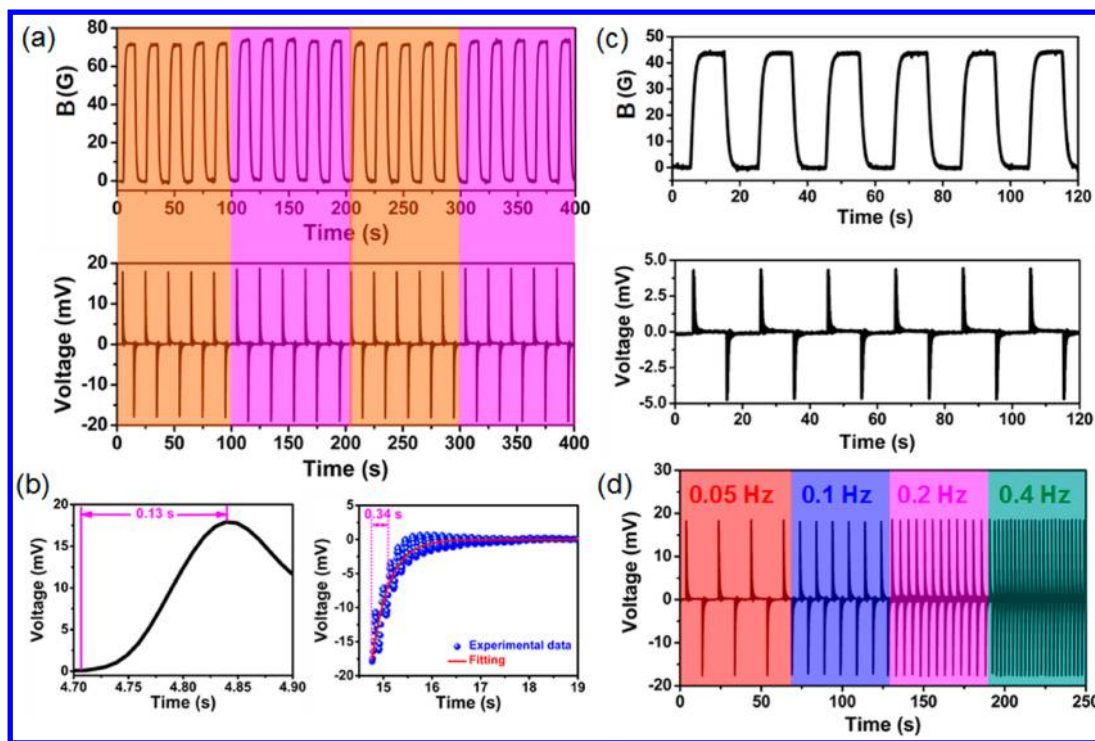 (a)
B (G)
80
60
40
20
0
0 50 100 150 200 250 300 350 400
Time (s)
Voltage (mV)
20
10
0
-10
-20
0 50 100 150 200 250 300 350 400
Time (s)
(c)
B (G)
50
40
30
20
10
0
0 20 40 60 80 100 120
Time (s)
Voltage (mV)
5.0
2.5
0.0
-2.5
-5.0
0 20 40 60 80 100 120
Time (s)
(b)
Voltage (mV)
20
15
10
5
0
0.13 s
4.70 4.75 4.80 4.85 4.90
Time (s)
Voltage (mV)
5
0
-5
-10
-15
-20
0.34 s
Experimental data
Fitting
15 16 17 18 19
Time (s)
(d)
Voltage (mV)
30
20
10
0
-10
-20
0.05 Hz 0.1 Hz 0.2 Hz 0.4 Hz
0 50 100 150 200 250
Time (s)